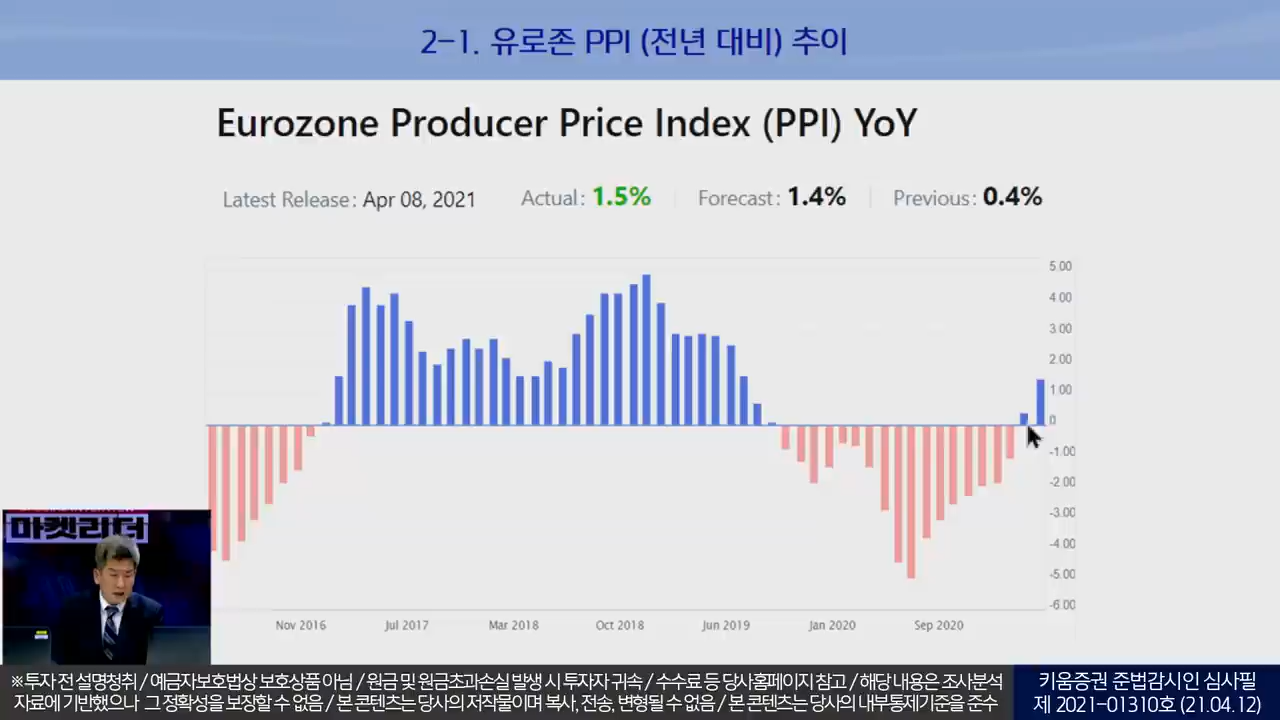 2-1. 유로존 PPI (전년 대비) 추이
Eurozone Producer Price Index (PPI) YoY
Latest Release: Apr 08, 2021 Actual: 1.5% Forecast: 1.4% Previous: 0.4%
5.00
4.00
3.00
2.00
1.00
0
-1.00
-2.00
-3.00
-4.00
-5.00
-6.00
Nov 2016 Jul 2017 Mar 2018 Oct 2018 Jun 2019 Jan 2020 Sep 2020
마켓리더
※투자 전 설명청취 / 예금자보호법상 보호상품 아님 / 원금 및 원금초과손실 발생 시 투자자 귀속 / 수수료 등 당사홈페이지 참고 / 해당 내용은 조사분석
자료에 기반했으나 그 정확성을 보장할 수 없음 / 본 콘텐츠는 당사의 저작물이며 복사, 전송, 변형될 수 없음 / 본 콘텐츠는 당사의 내부통제기준을 준수
키움증권 준법감시인 심사필
제 2021-01310호 (21.04.12)